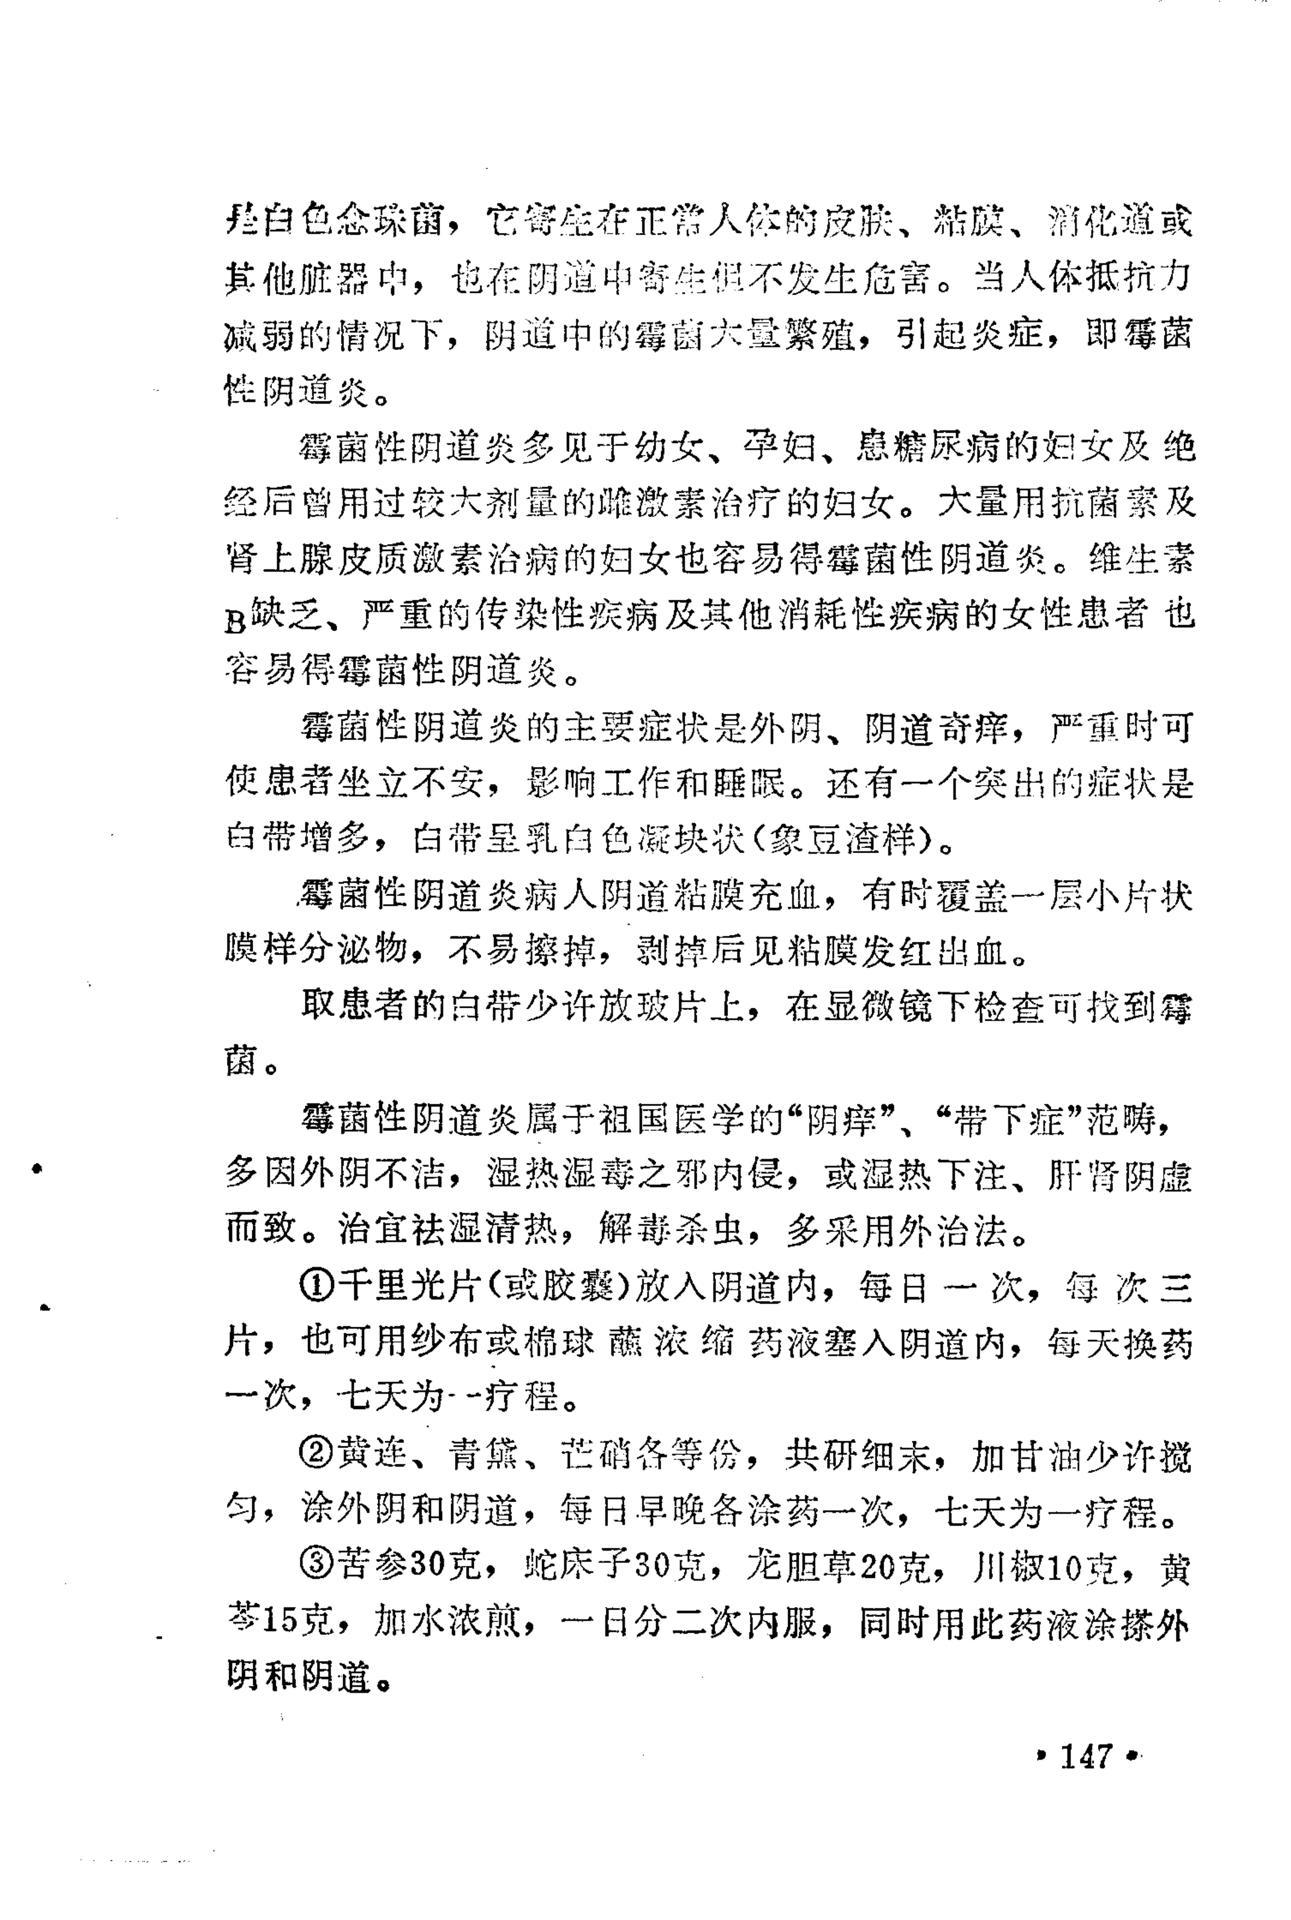 是白色念珠菌，它寄生在正常人体的皮肤、粘膜、消化道或
其他脏器中，也在阴道中寄生但不发生危害。当人体抵抗力
减弱的情况下，阴道中的霉菌大量繁殖，引起炎症，即霉菌
性阴道炎。
霉菌性阴道炎多见于幼女、孕妇、患糖尿病的妇女及绝
经后曾用过较大剂量的雌激素治疗的妇女。大量用抗菌素及
肾上腺皮质激素治病的妇女也容易得霉菌性阴道炎。维生素
B缺乏、严重的传染性疾病及其他消耗性疾病的女性患者也
容易得霉菌性阴道炎。
霉菌性阴道炎的主要症状是外阴、阴道奇痒，严重时可
使患者坐立不安，影响工作和睡眠。还有一个突出的症状是
白带增多，白带呈乳白色凝块状（象豆渣样）。
霉菌性阴道炎病人阴道粘膜充血，有时覆盖一层小片状
膜样分泌物，不易擦掉，剥掉后见粘膜发红出血。
取患者的白带少许放玻片上，在显微镜下检查可找到霉
菌。
霉菌性阴道炎属于祖国医学的“阴痒”、“带下症”范畴，
多因外阴不洁，湿热湿毒之邪内侵，或湿热下注、肝肾阴虚
而致。治宜祛湿清热，解毒杀虫，多采用外治法。
①千里光片（或胶囊）放入阴道内，每日一次，每次三
片，也可用纱布或棉球蘸浓缩药液塞入阴道内，每天换药
一次，七天为一疗程。
②黄连、青黛、芒硝各等份，共研细末，加甘油少许搅
匀，涂外阴和阴道，每日早晚各涂药一次，七天为一疗程。
③苦参30克，蛇床子30克，龙胆草20克，川椒10克，黄
芩15克，加水浓煎，一日分二次内服，同时用此药液涂搽外
阴和阴道。
• 147 •